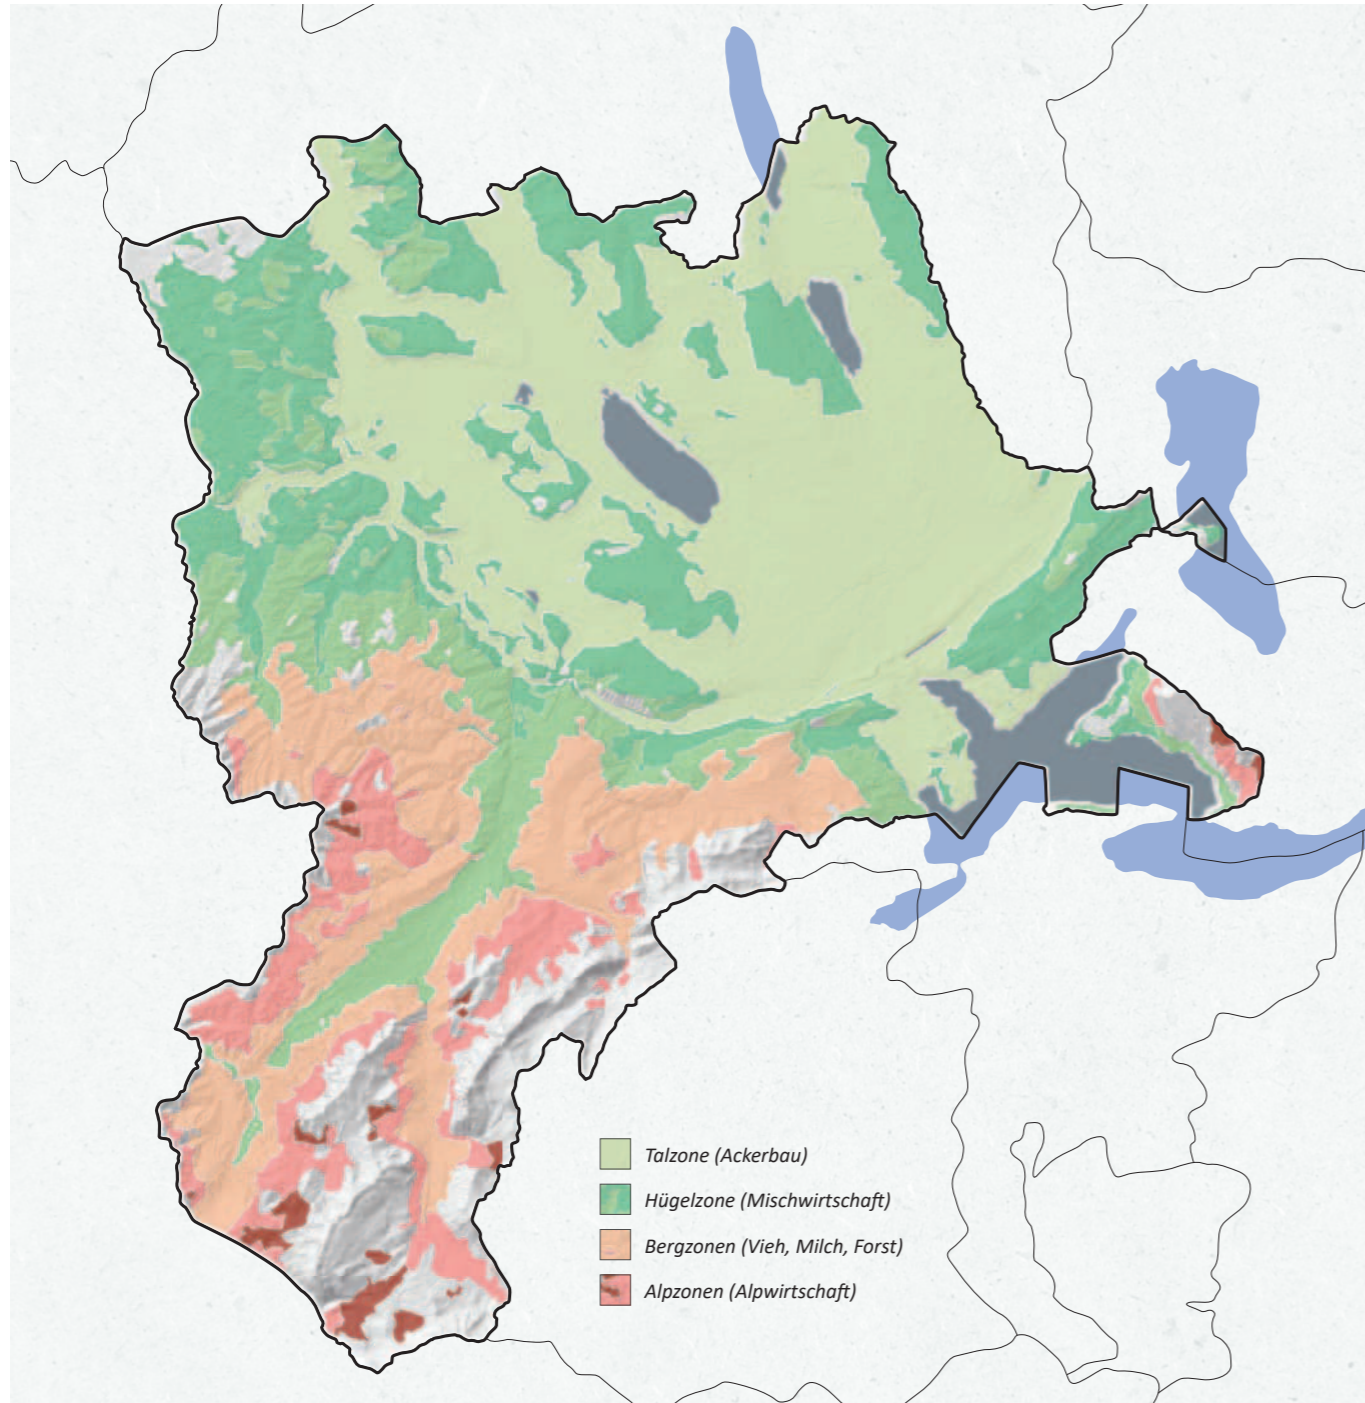 Talzone (Ackerbau)
Hügelzone (Mischwirtschaft)
Bergzonen (Vieh, Milch, Forst)
Alpzonen (Alpwirtschaft)